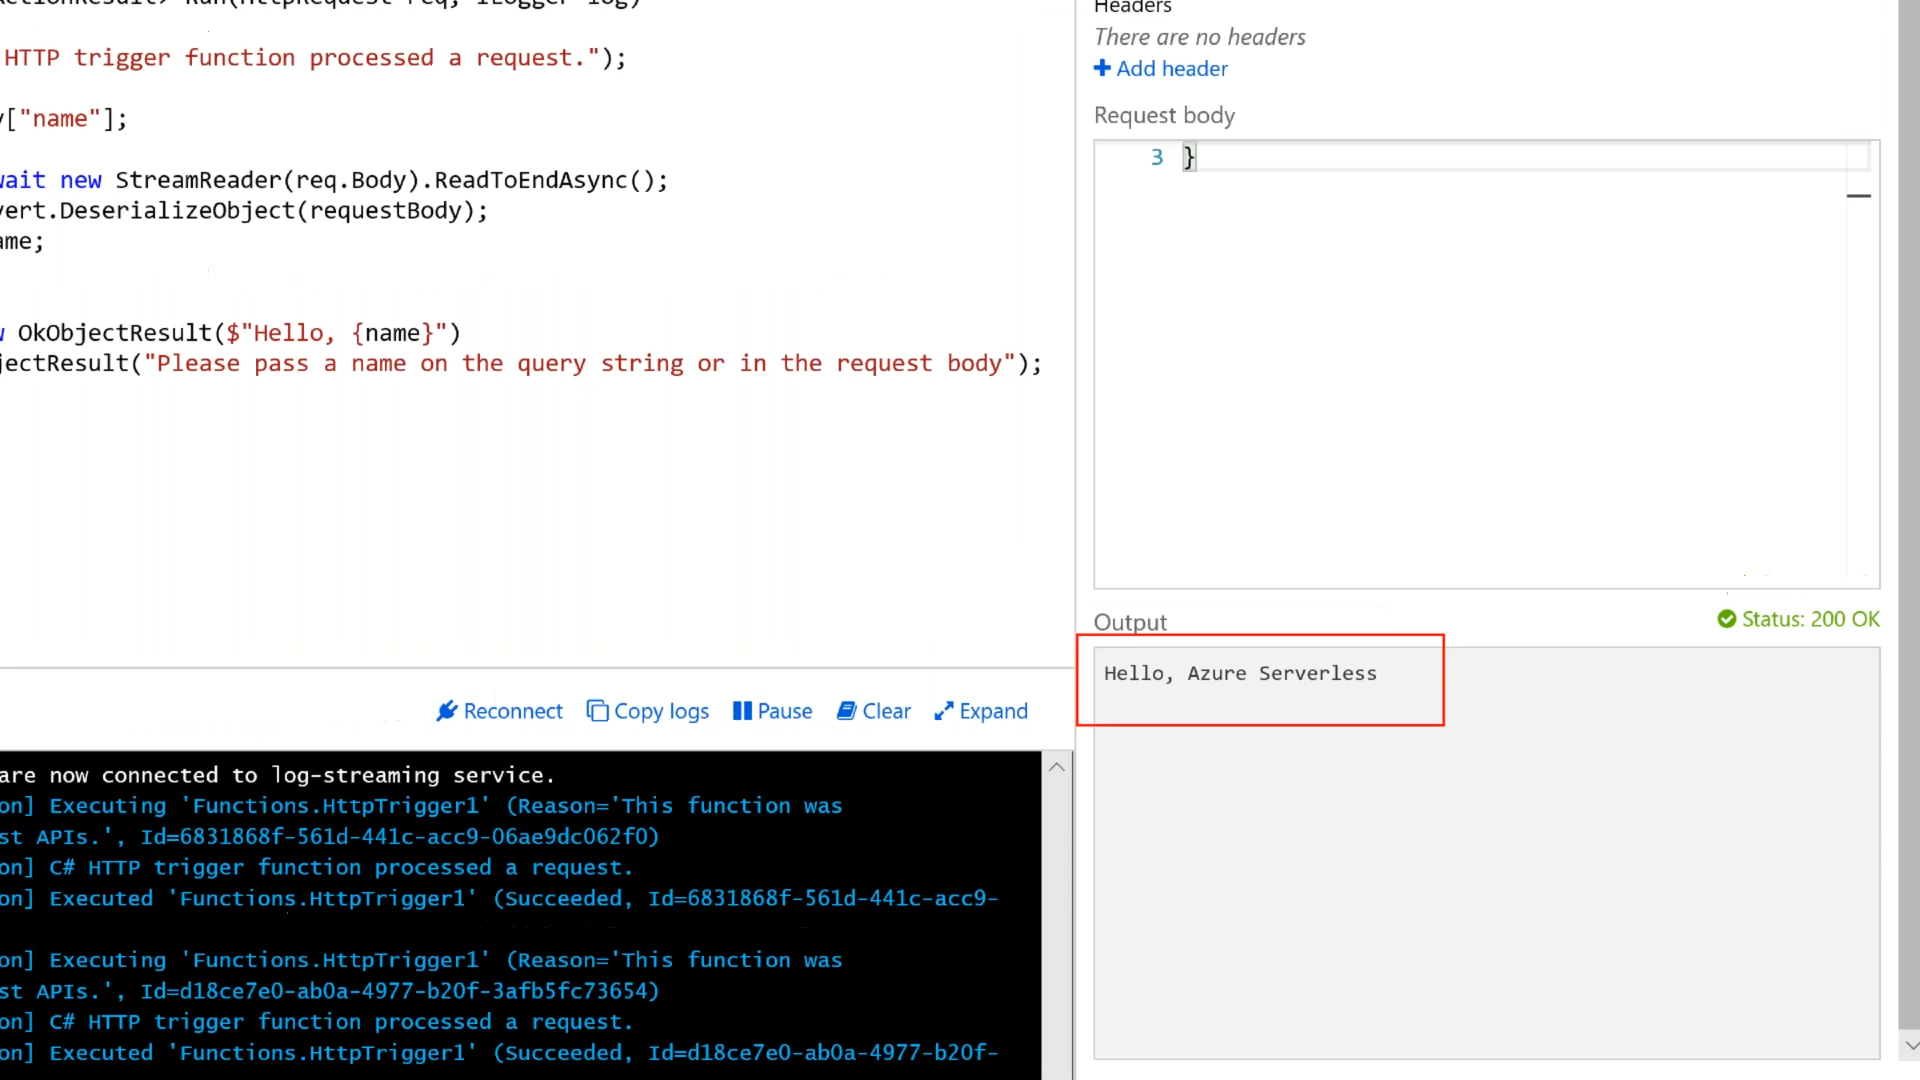 HTTP trigger function processed a request.");
["name"];
new StreamReader(req.Body).ReadToEndAsync();
.DeserializeObject(requestBody);
;
OkObjectResult($"Hello, {name}")
("Please pass a name on the query string or in the request body");
Reconnect
Copy logs
Pause
Clear
Expand
are now connected to log-streaming service.
on] Executing 'Functions.HttpTrigger1' (Reason='This function was
st APIs.', Id=6831868f-561d-441c-acc9-06ae9dc062f0)
on] C# HTTP trigger function processed a request.
on] Executed 'Functions.HttpTrigger1' (Succeeded, Id=6831868f-561d-441c-acc9-
on] Executing 'Functions.HttpTrigger1' (Reason='This function was
st APIs.', Id=d18ce7e0-ab0a-4977-b20f-3afb5fc73654)
on] C# HTTP trigger function processed a request.
on] Executed 'Functions.HttpTrigger1' (Succeeded, Id=d18ce7e0-ab0a-4977-b20f-
Headers
There are no headers
Add header
Request body
3 }
Output
Status: 200 OK
Hello, Azure Serverless